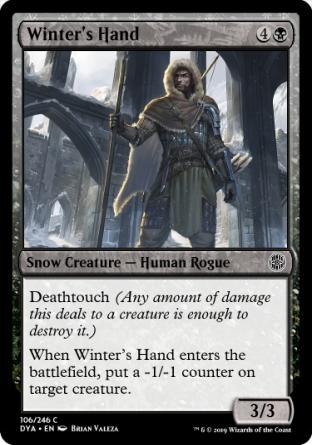 Winter's Hand 4
Snow Creature — Human Rogue
Deathtouch (Any amount of damage
this deals to a creature is enough to
destroy it.)
When Winter's Hand enters the
battlefield, put a -1/-1 counter on
target creature.
3/3
106/246 C
DYA • EN Brian Valeza
™ & © 2019 Wizards of the Coast